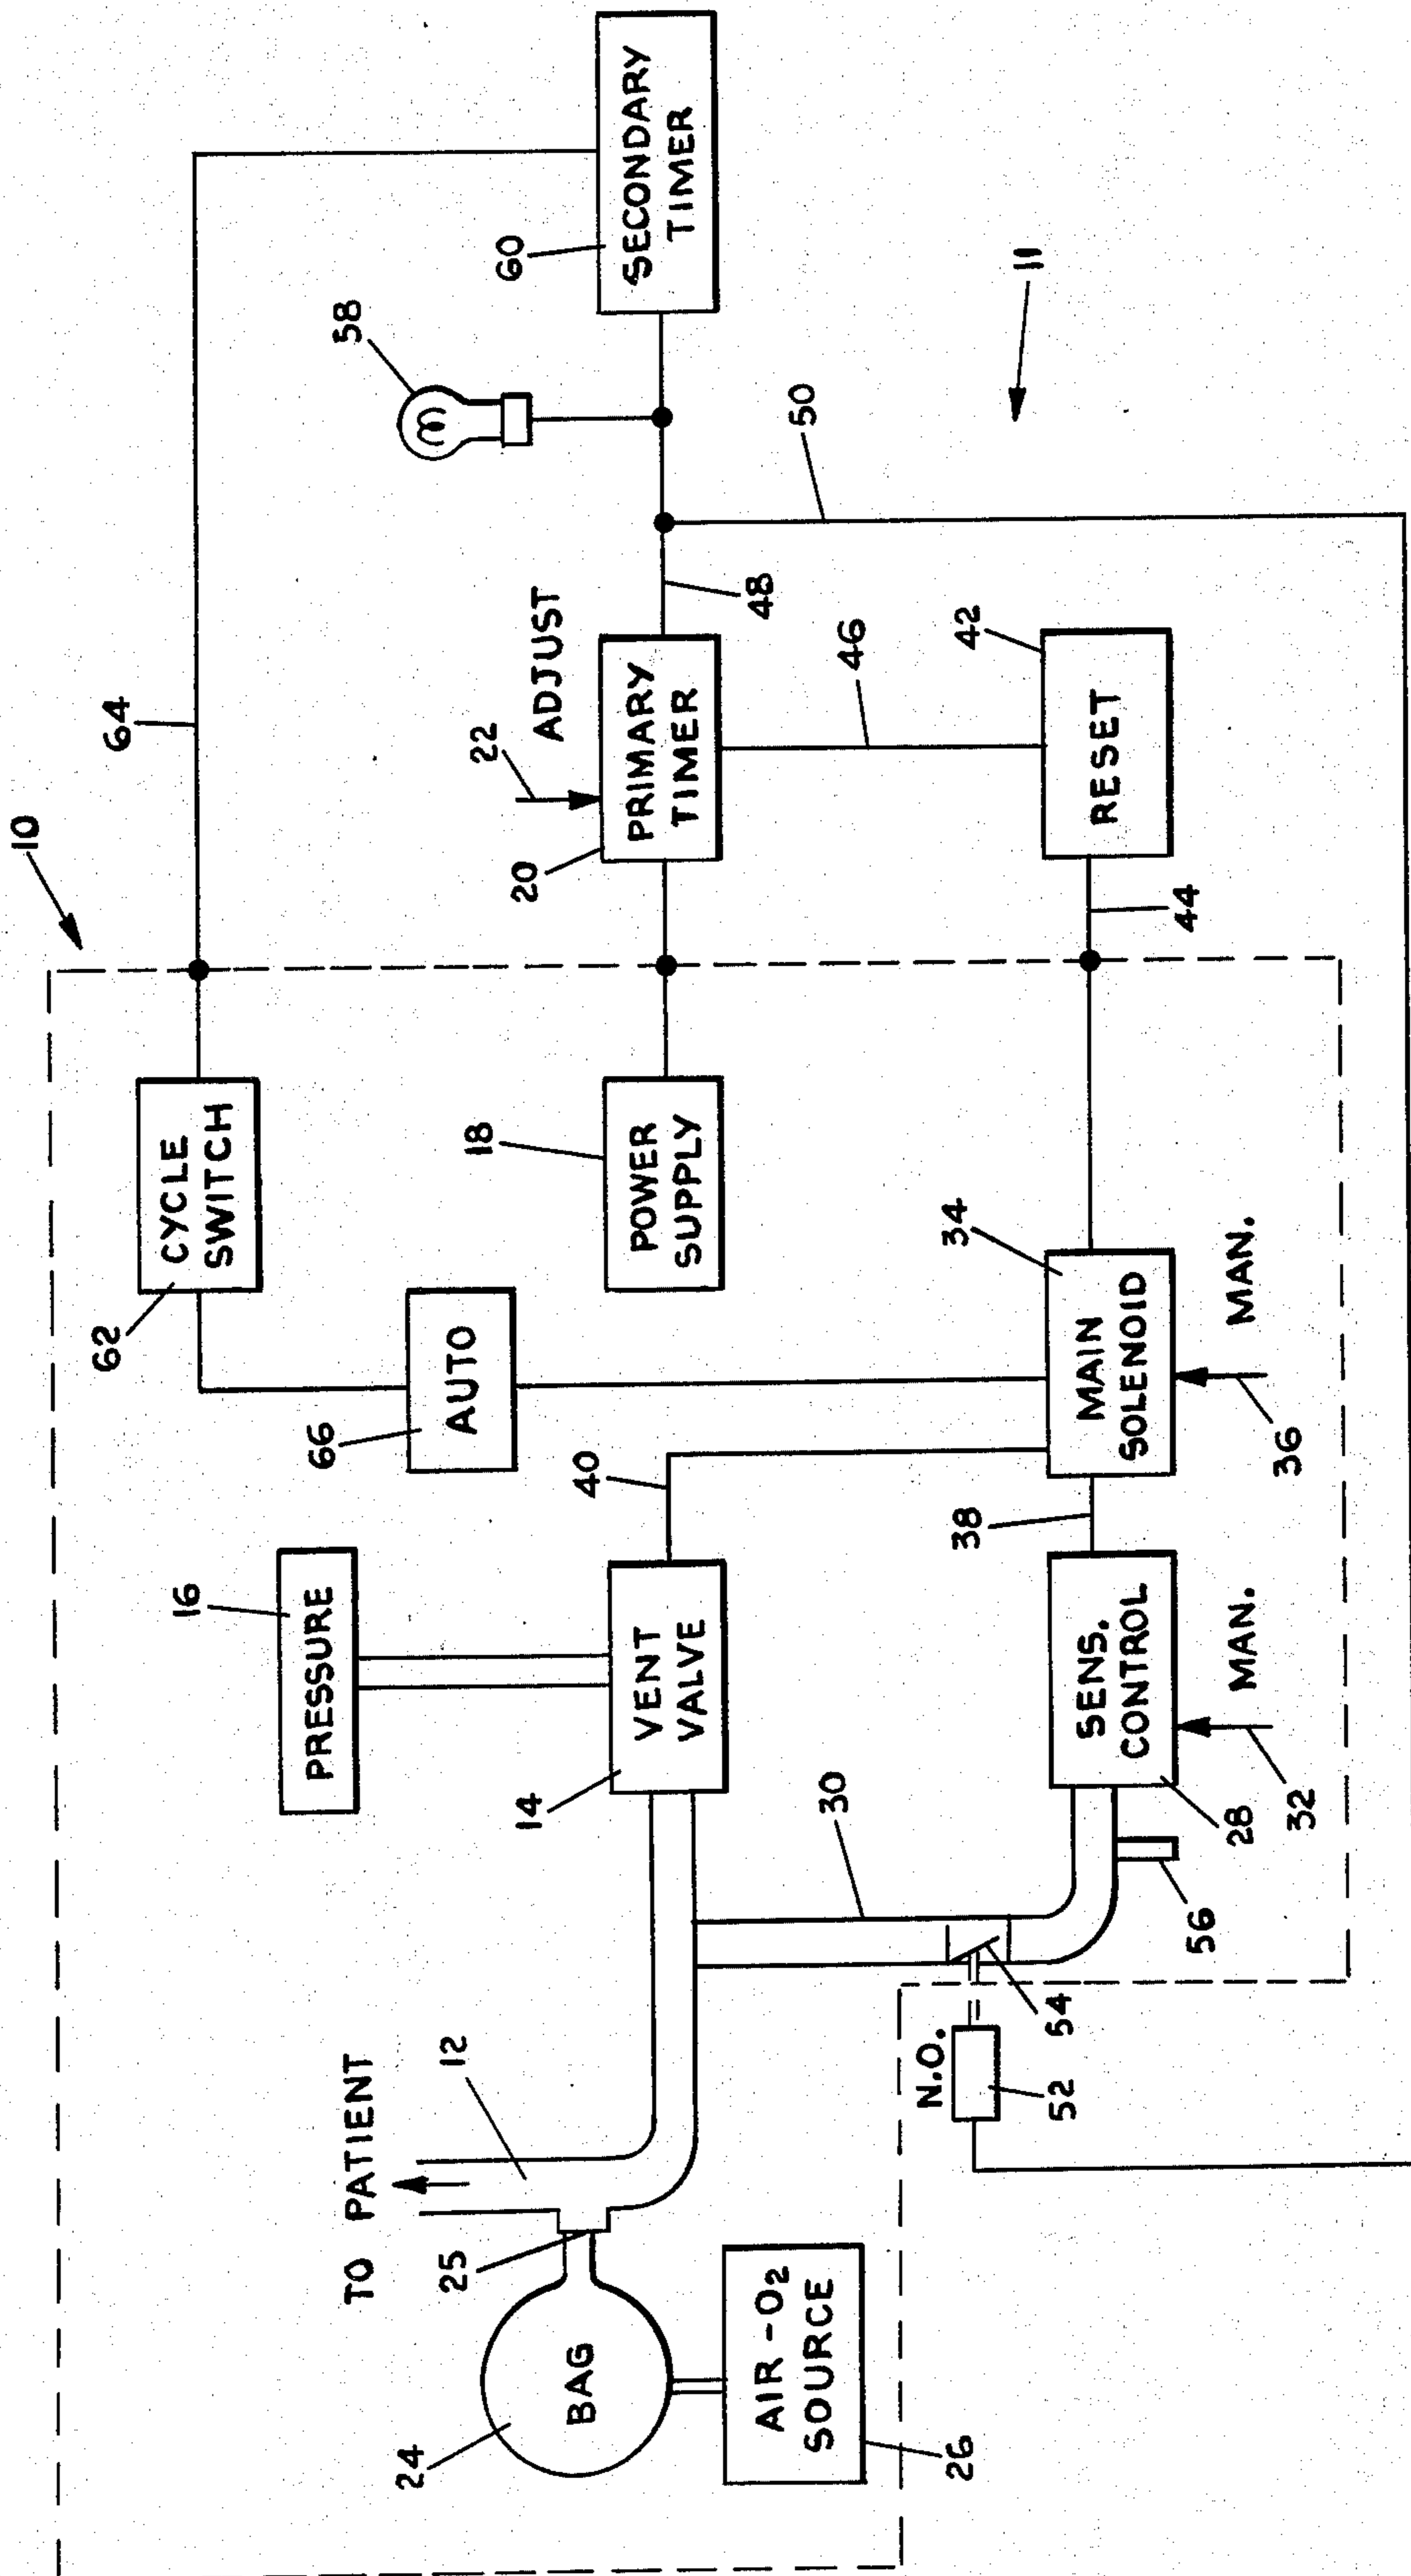 10
64
62
CYCLE
SWITCH
66
AUTO
16
PRESSURE
TO PATIENT
12
25
24
BAG
AIR-O2
SOURCE
26
14
VENT
VALVE
40
18
POWER
SUPPLY
20
22
ADJUST
PRIMARY
TIMER
48
58
60
SECONDARY
TIMER
50
11
46
42
RESET
44
34
MAIN
SOLENOID
MAN.
36
38
SENS.
CONTROL
MAN.
32
28
30
56
54
N.O.
52